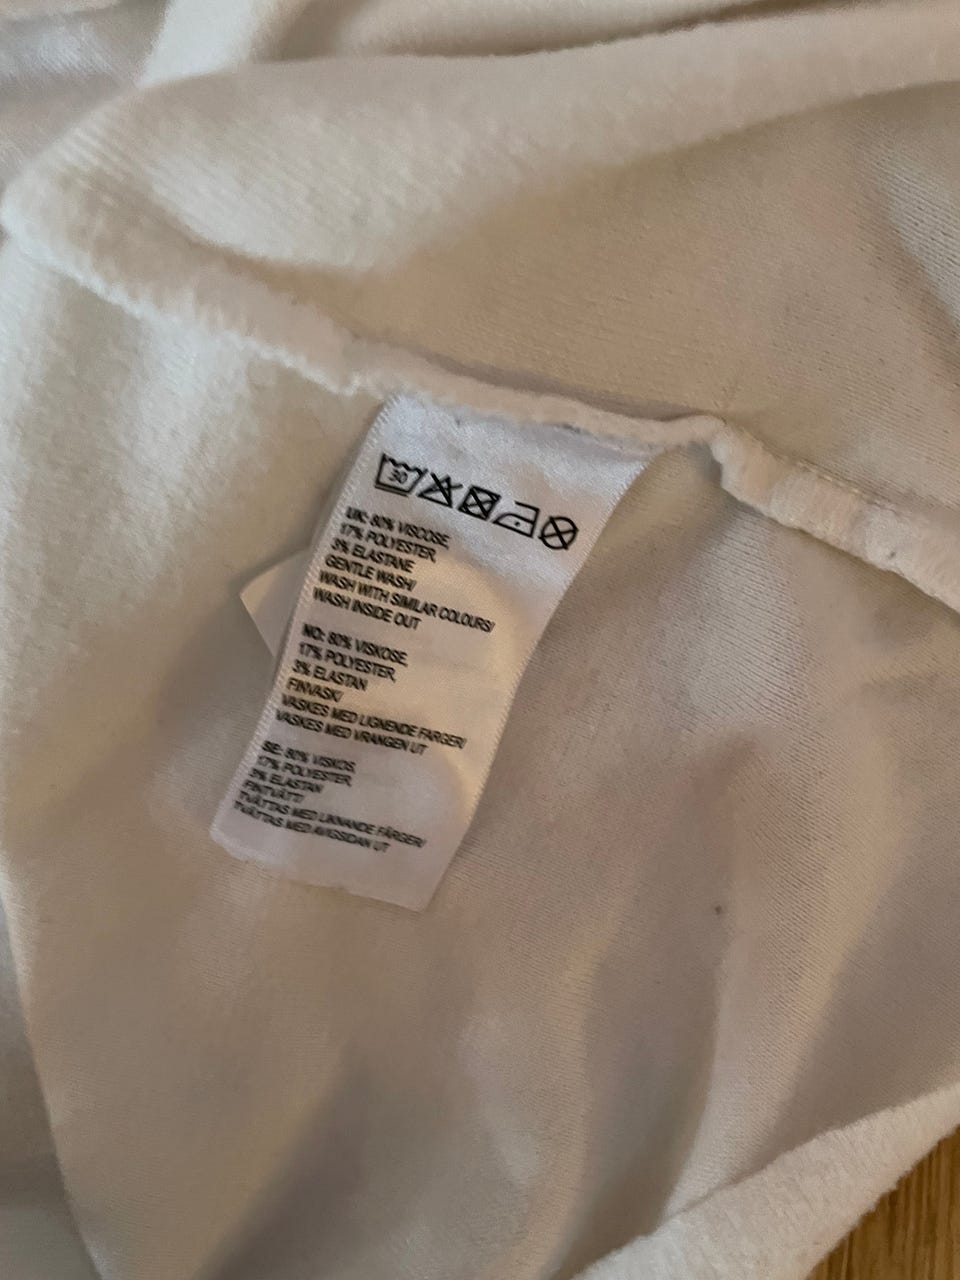 30
UK: 80% VISCOSE
17% POLYESTER,
3% ELASTANE
GENTLE WASH/
WASH WITH SIMILAR COLOURS/
WASH INSIDE OUT
NO: 80% VISKOSE,
17% POLYESTER,
3% ELASTAN
FINVASK/
VASKES MED LIGNENDE FARGER/
VASKES MED VRANGEN UT
SE: 80% VISKOS,
17% POLYESTER,
3% ELASTAN
FINTVÄTT/
TVÄTTAS MED LIKNANDE FÄRGER/
TVÄTTAS MED AVIGSIDAN UT